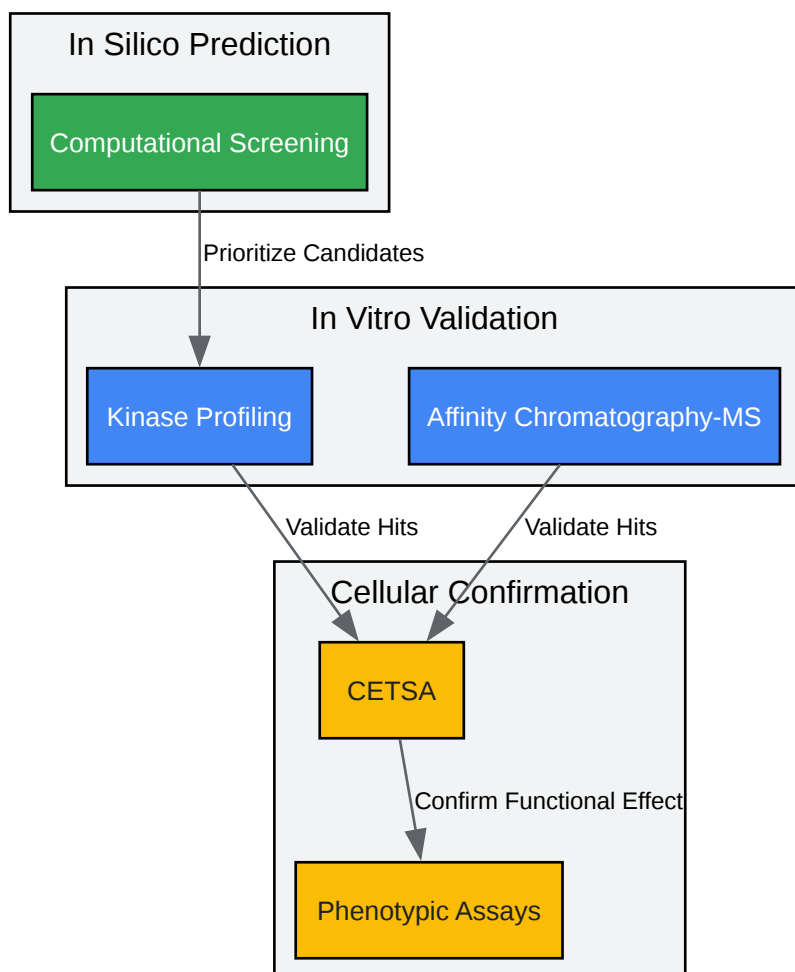 In Silico Prediction
Computational Screening
Prioritize Candidates
In Vitro Validation
Kinase Profiling
Affinity Chromatography-MS
Validate Hits
Validate Hits
Cellular Confirmation
CETSA
Confirm Functional Effect
Phenotypic Assays